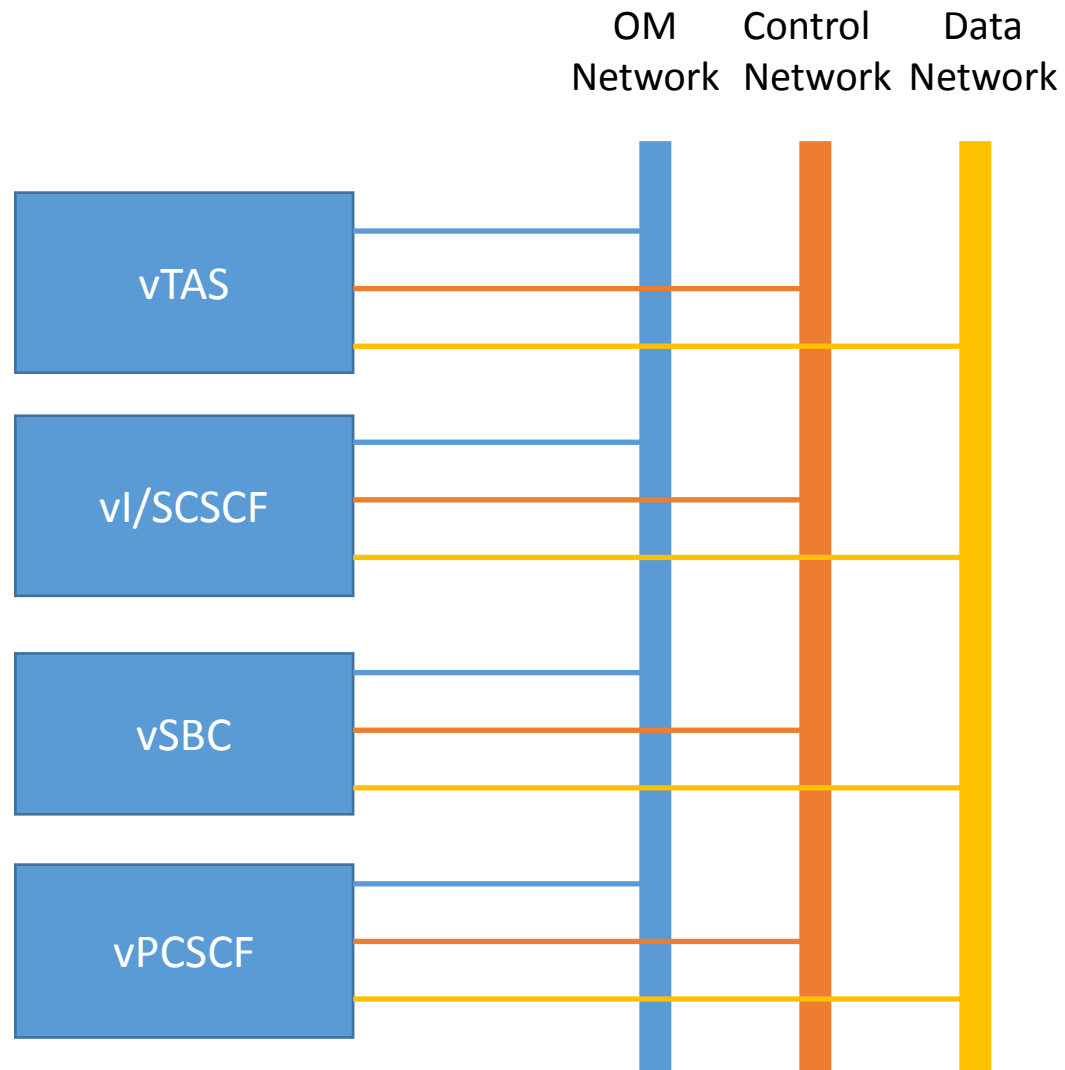 OM Control Data
Network Network Network
vTAS
vI/SCSCF
vSBC
vPCSCF